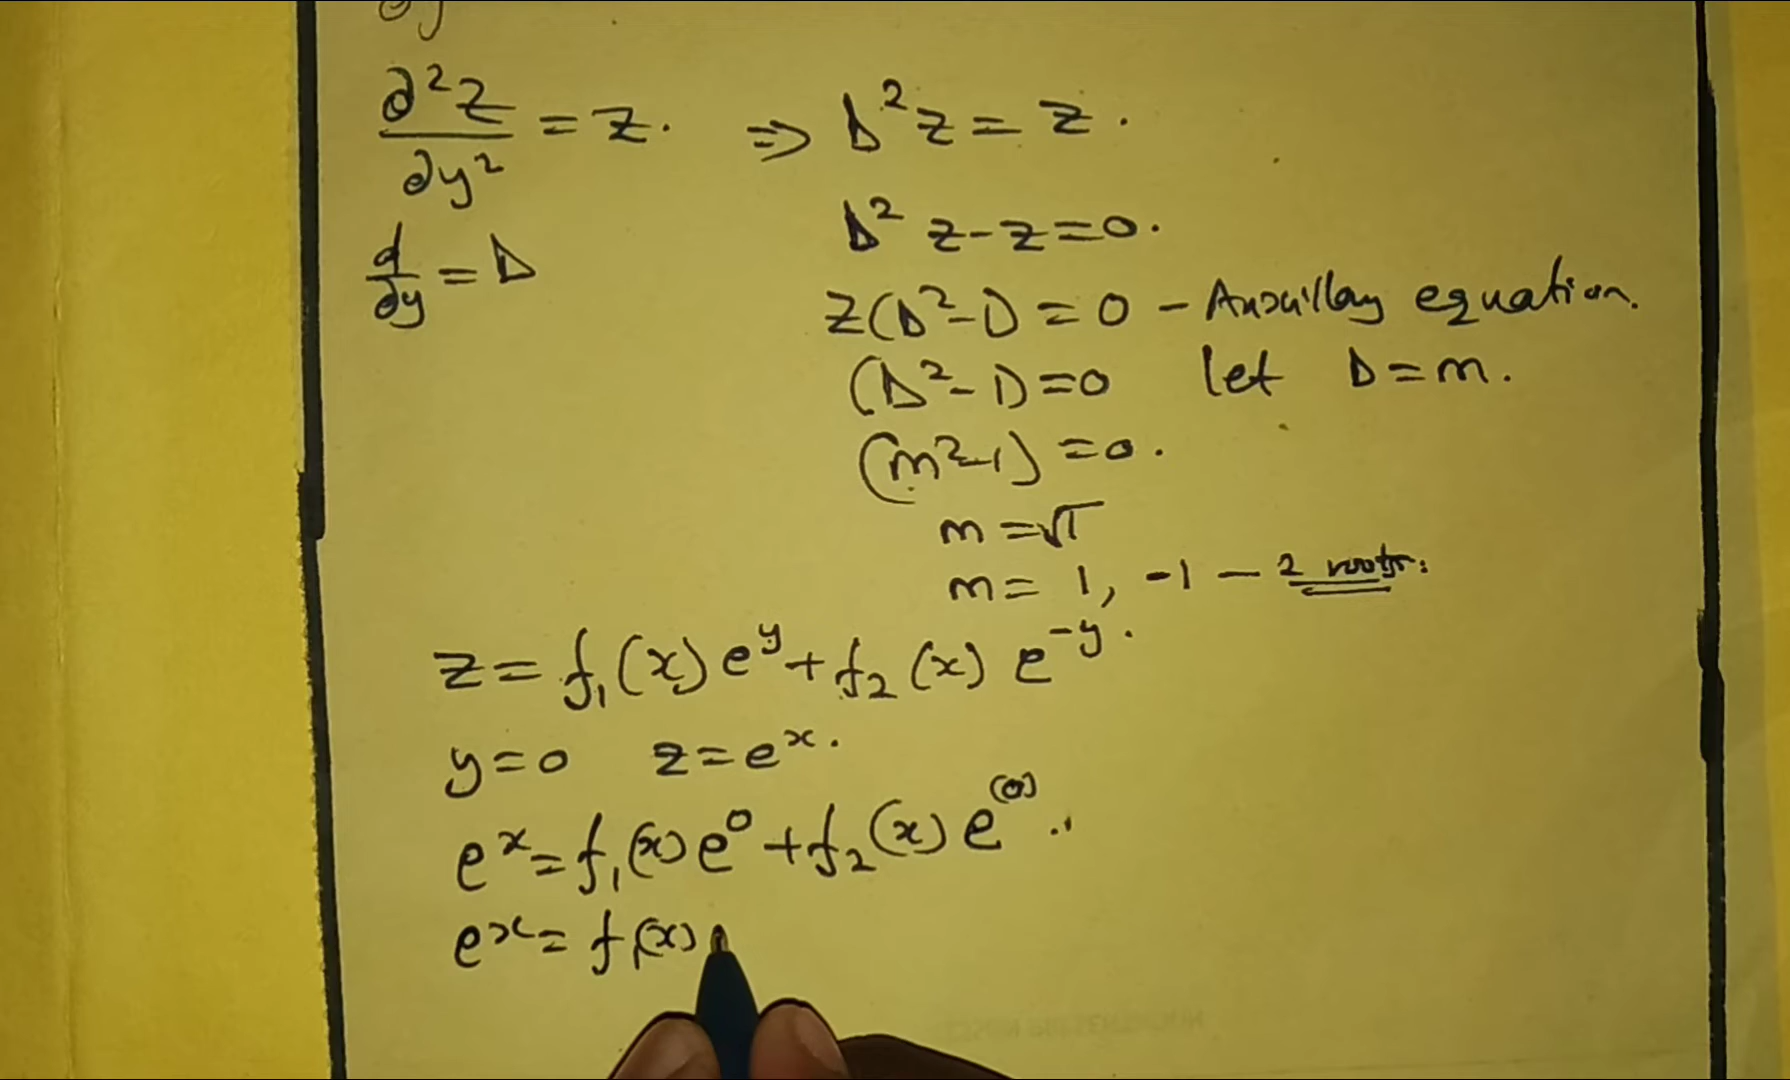 ∂²z/∂y² = z. ⇒ D²z = z.
D² z - z = 0.
d/dy = D
z(D²-1) = 0 - Auxillary equation.
(D²-1) = 0 let D = m.
(m²-1) = 0.
m = √1
m = 1, -1 — 2 roots.
z = f₁(x) e^y + f₂(x) e^-y.
y = 0 z = e^x.
e^x = f₁(x) e^0 + f₂(x) e^(0).
e^x = f₁(x)